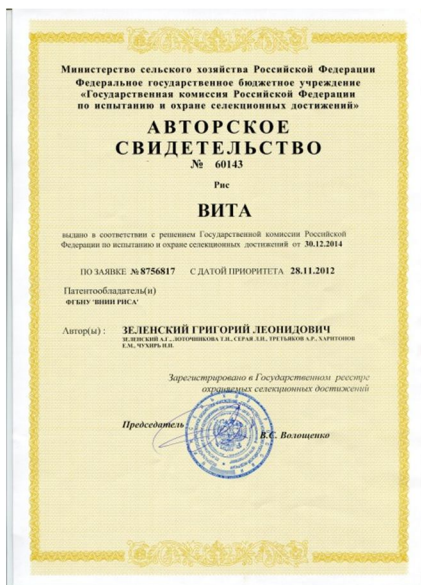 Министерство сельского хозяйства Российской Федерации
Федеральное государственное бюджетное учреждение
«Государственная комиссия Российской Федерации
по испытанию и охране селекционных достижений»
АВТОРСКОЕ
СВИДЕТЕЛЬСТВО
№ 60143
Рис
ВИТА
выдано в соответствии с решением Государственной комиссии Российской
Федерации по испытанию и охране селекционных достижений от 30.12.2014
ПО ЗАЯВКЕ № 8756817 С ДАТОЙ ПРИОРИТЕТА 28.11.2012
Патентообладатель(и)
ФГБНУ 'ВНИИ РИСА'
Автор(ы) : ЗЕЛЕНСКИЙ ГРИГОРИЙ ЛЕОНИДОВИЧ
ЗЕЛЕНСКИЙ А.Г., ЛОТОЧНИКОВА Т.Н., СЕРАЯ Л.И., ТРЕТЬЯКОВ А.Р., ХАРИТОНОВ
Е.М., ЧУХИРЬ И.Н.
Зарегистрировано в Государственном реестре
охраняемых селекционных достижений
Председатель
В.С. Волощенко